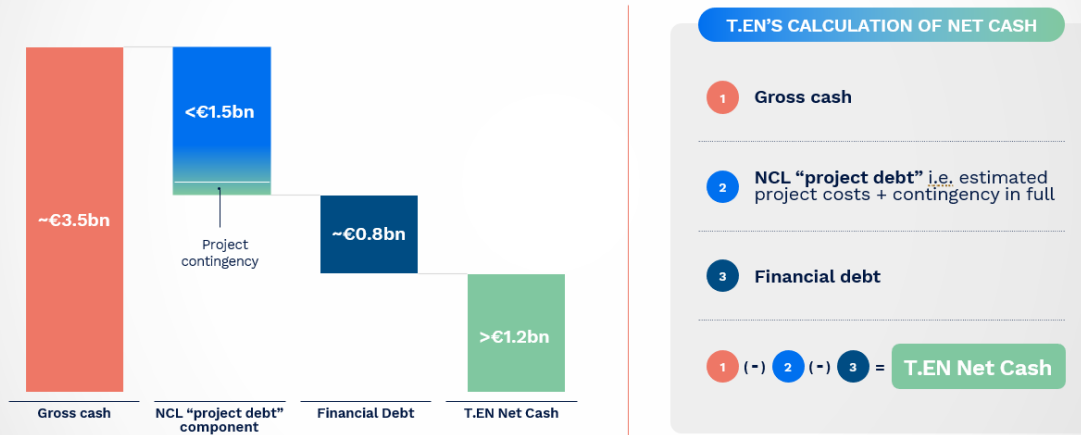 <€1.5bn
~€3.5bn
~€0.8bn
Project
contingency
>€1.2bn
Gross cash
NCL “project debt”
component
Financial Debt
T.EN Net Cash
T.EN’S CALCULATION OF NET CASH
1 Gross cash
2 NCL “project debt” i.e. estimated
project costs + contingency in full
3 Financial debt
1 (-) 2 (-) 3 = T.EN Net Cash